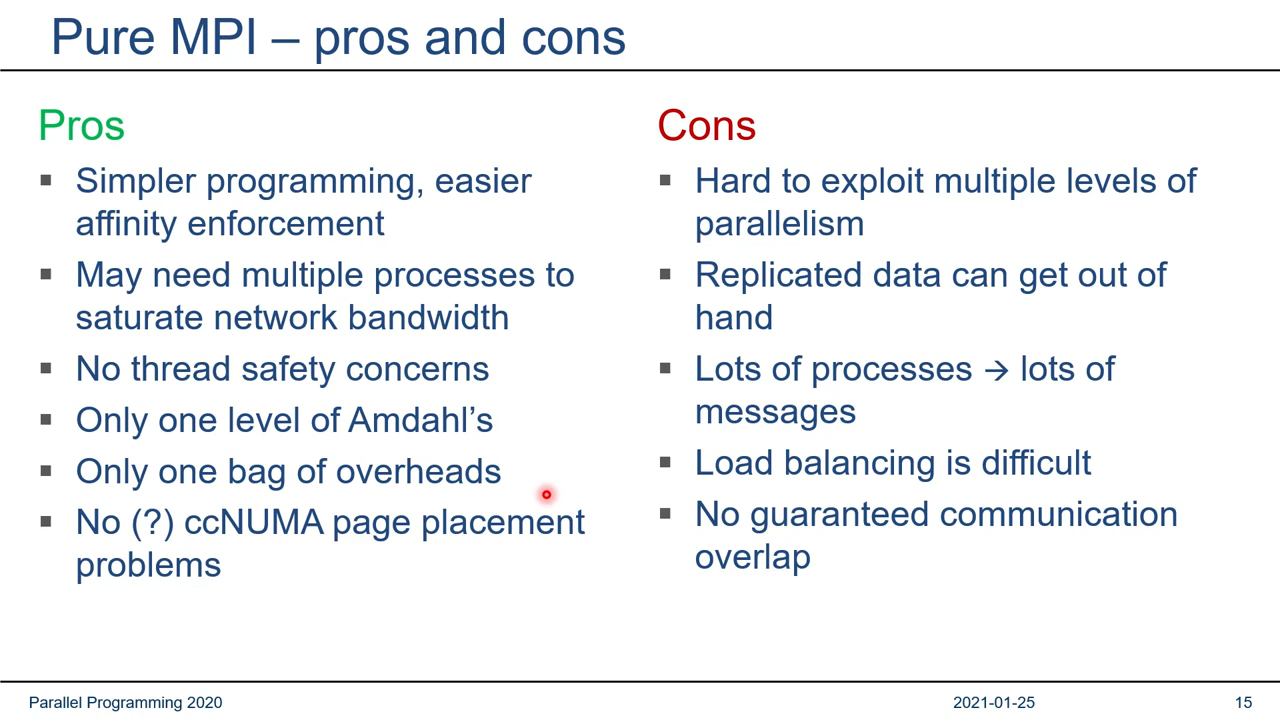 Pure MPI – pros and cons
Pros
▪ Simpler programming, easier
affinity enforcement
▪ May need multiple processes to
saturate network bandwidth
▪ No thread safety concerns
▪ Only one level of Amdahl’s
▪ Only one bag of overheads
▪ No (?) ccNUMA page placement
problems
Cons
▪ Hard to exploit multiple levels of
parallelism
▪ Replicated data can get out of
hand
▪ Lots of processes → lots of
messages
▪ Load balancing is difficult
▪ No guaranteed communication
overlap
Parallel Programming 2020
2021-01-25
15